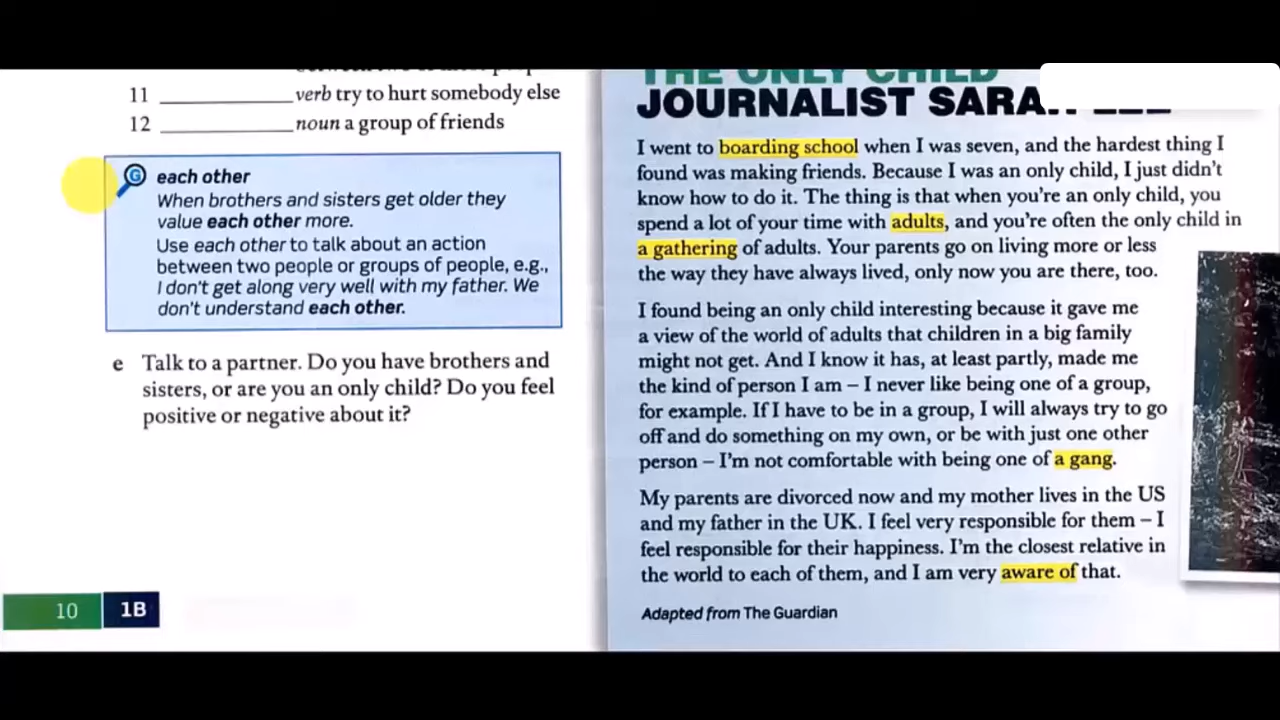 11 ____________ verb try to hurt somebody else
12 ____________ noun a group of friends
G each other
When brothers and sisters get older they
value each other more.
Use each other to talk about an action
between two people or groups of people, e.g.,
I don't get along very well with my father. We
don't understand each other.
e Talk to a partner. Do you have brothers and
sisters, or are you an only child? Do you feel
positive or negative about it?
10 1B
THE ONLY CHILD
JOURNALIST
I went to boarding school when I was seven, and the hardest thing I
found was making friends. Because I was an only child, I just didn't
know how to do it. The thing is that when you're an only child, you
spend a lot of your time with adults, and you're often the only child in
a gathering of adults. Your parents go on living more or less
the way they have always lived, only now you are there, too.
I found being an only child interesting because it gave me
a view of the world of adults that children in a big family
might not get. And I know it has, at least partly, made me
the kind of person I am – I never like being one of a group,
for example. If I have to be in a group, I will always try to go
off and do something on my own, or be with just one other
person – I'm not comfortable with being one of a gang.
My parents are divorced now and my mother lives in the US
and my father in the UK. I feel very responsible for them – I
feel responsible for their happiness. I'm the closest relative in
the world to each of them, and I am very aware of that.
Adapted from The Guardian